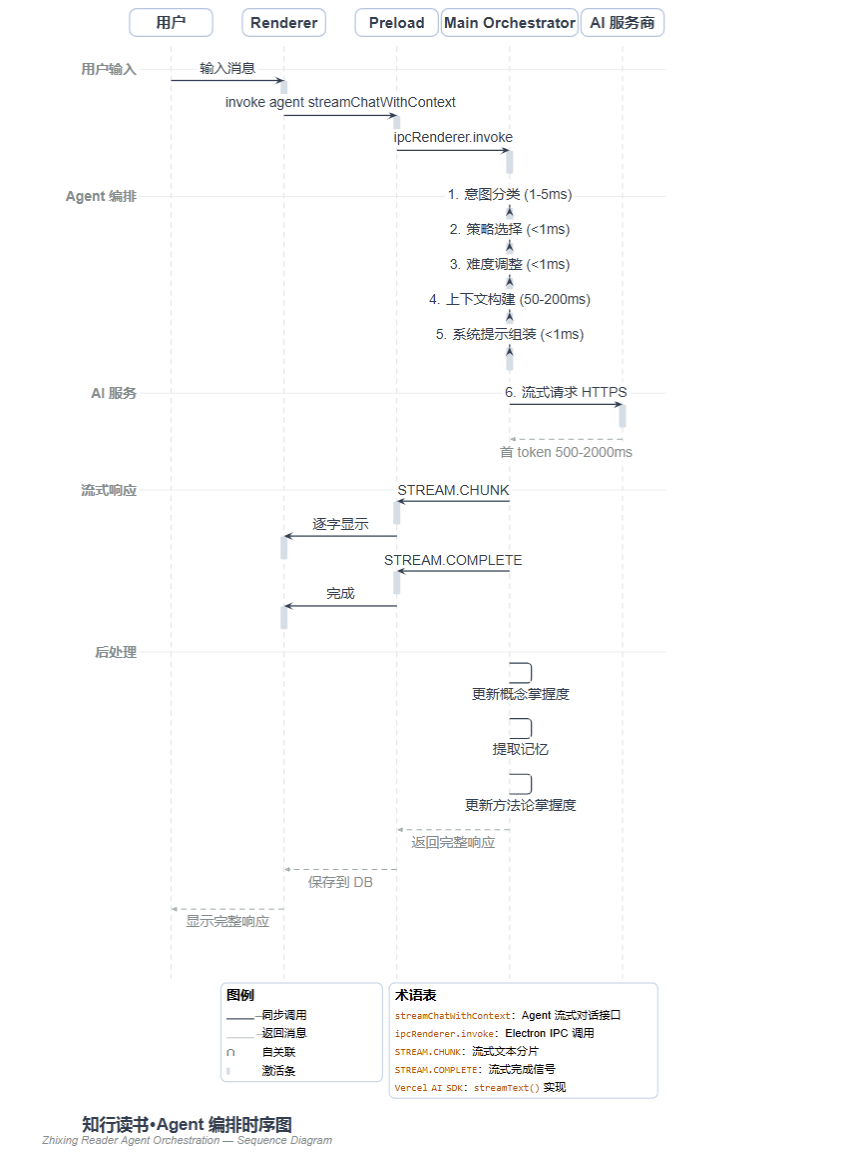 用户 Renderer Preload Main Orchestrator AI 服务商
用户输入
输入消息
invoke agent streamChatWithContext
ipcRenderer.invoke
Agent 编排
1. 意图分类 (1-5ms)
2. 策略选择 (<1ms)
3. 难度调整 (<1ms)
4. 上下文构建 (50-200ms)
5. 系统提示组装 (<1ms)
AI 服务
6. 流式请求 HTTPS
首 token 500-2000ms
流式响应
STREAM.CHUNK
逐字显示
STREAM.COMPLETE
完成
后处理
更新概念掌握度
提取记忆
更新方法论掌握度
返回完整响应
保存到 DB
显示完整响应
图例
同步调用
返回消息
自关联
激活条
术语表
streamChatWithContext: Agent 流式对话接口
ipcRenderer.invoke: Electron IPC 调用
STREAM.CHUNK: 流式文本分片
STREAM.COMPLETE: 流式完成信号
Vercel AI SDK: streamText() 实现
知行读书•Agent 编排时序图
Zhixing Reader Agent Orchestration — Sequence Diagram